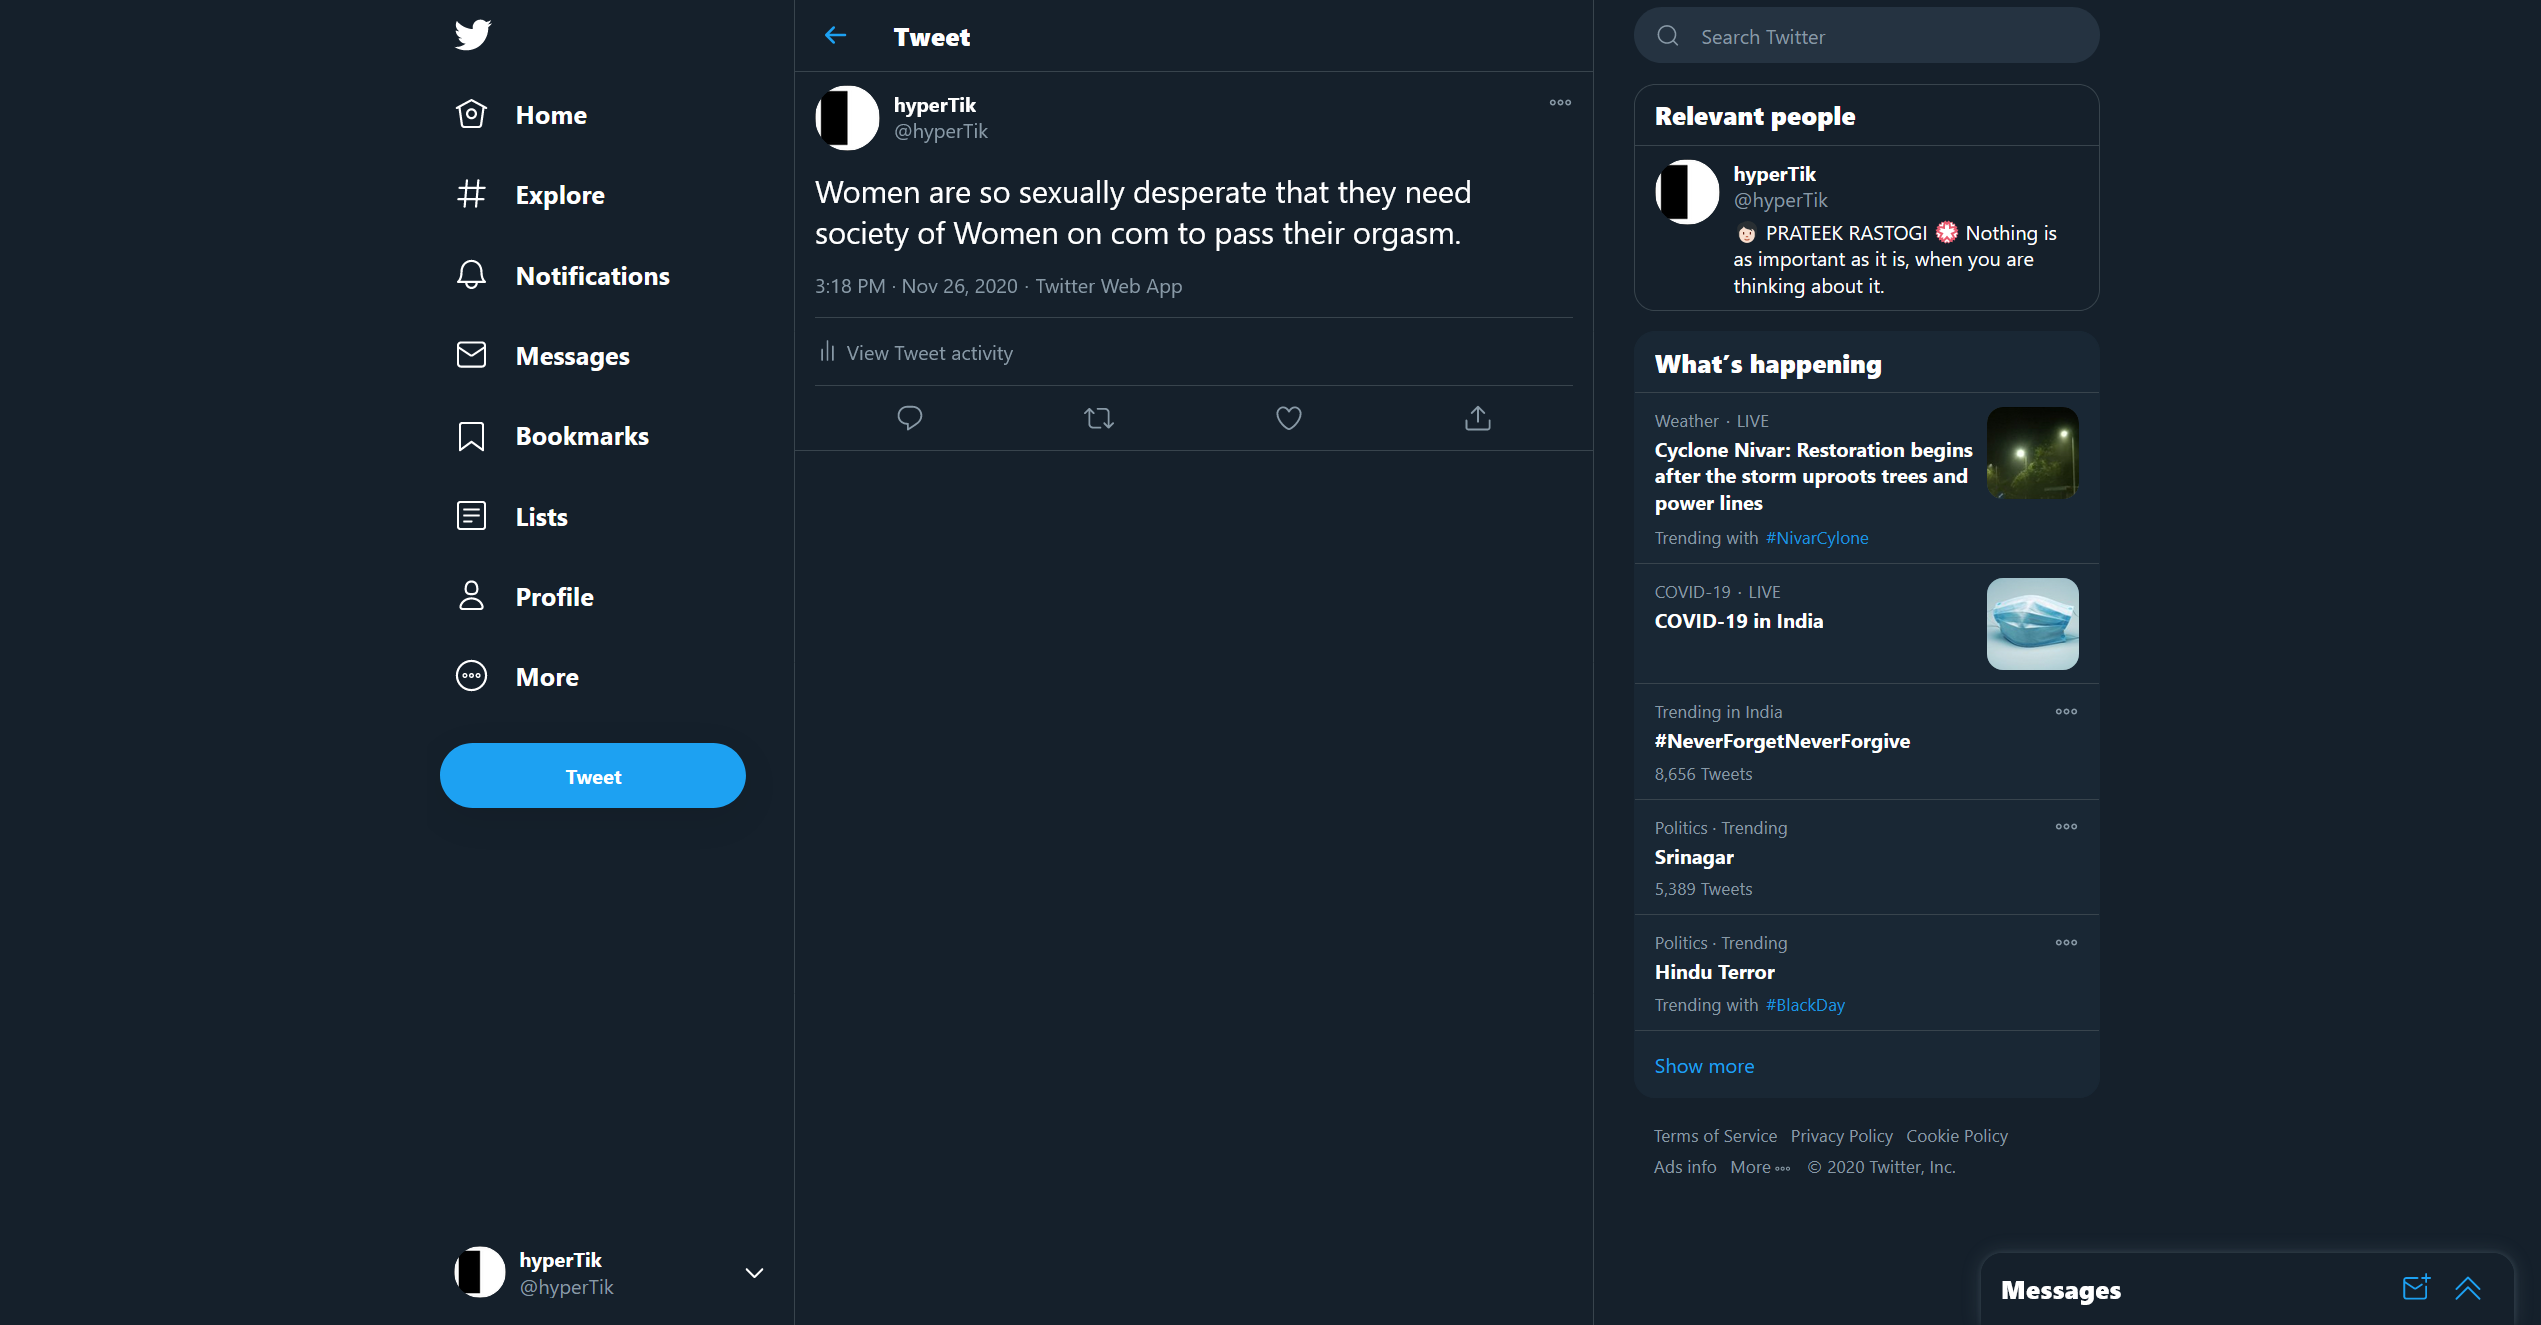 Home
Explore
Notifications
Messages
Bookmarks
Lists
Profile
More
Tweet
hyperTik
@hyperTik
Tweet
hyperTik
@hyperTik
Women are so sexually desperate that they need
society of Women on com to pass their orgasm.
3:18 PM · Nov 26, 2020 · Twitter Web App
View Tweet activity
Search Twitter
Relevant people
hyperTik
@hyperTik
PRATEEK RASTOGI Nothing is
as important as it is, when you are
thinking about it.
What's happening
Weather · LIVE
Cyclone Nivar: Restoration begins
after the storm uproots trees and
power lines
Trending with #NivarCylone
COVID-19 · LIVE
COVID-19 in India
Trending in India
#NeverForgetNeverForgive
8,656 Tweets
Politics · Trending
Srinagar
5,389 Tweets
Politics · Trending
Hindu Terror
Trending with #BlackDay
Show more
Terms of Service Privacy Policy Cookie Policy
Ads info More © 2020 Twitter, Inc.
Messages